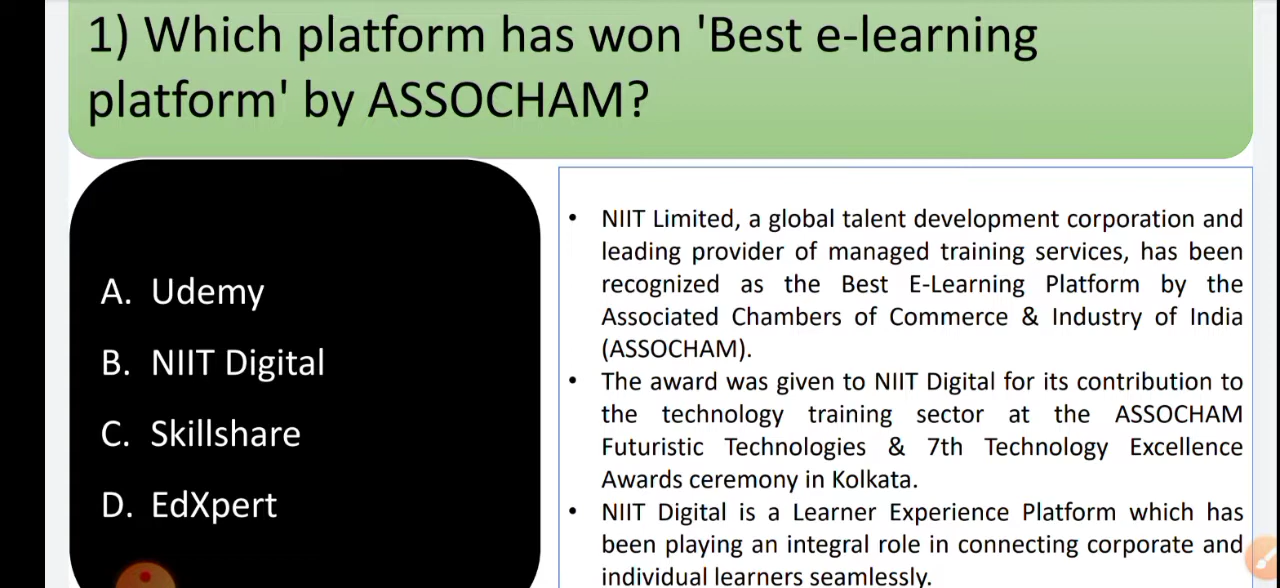 1) Which platform has won 'Best e-learning
platform' by ASSOCHAM?
A. Udemy
B. NIIT Digital
C. Skillshare
D. EdXpert
• NIIT Limited, a global talent development corporation and
leading provider of managed training services, has been
recognized as the Best E-Learning Platform by the
Associated Chambers of Commerce & Industry of India
(ASSOCHAM).
• The award was given to NIIT Digital for its contribution to
the technology training sector at the ASSOCHAM
Futuristic Technologies & 7th Technology Excellence
Awards ceremony in Kolkata.
• NIIT Digital is a Learner Experience Platform which has
been playing an integral role in connecting corporate and
individual learners seamlessly.